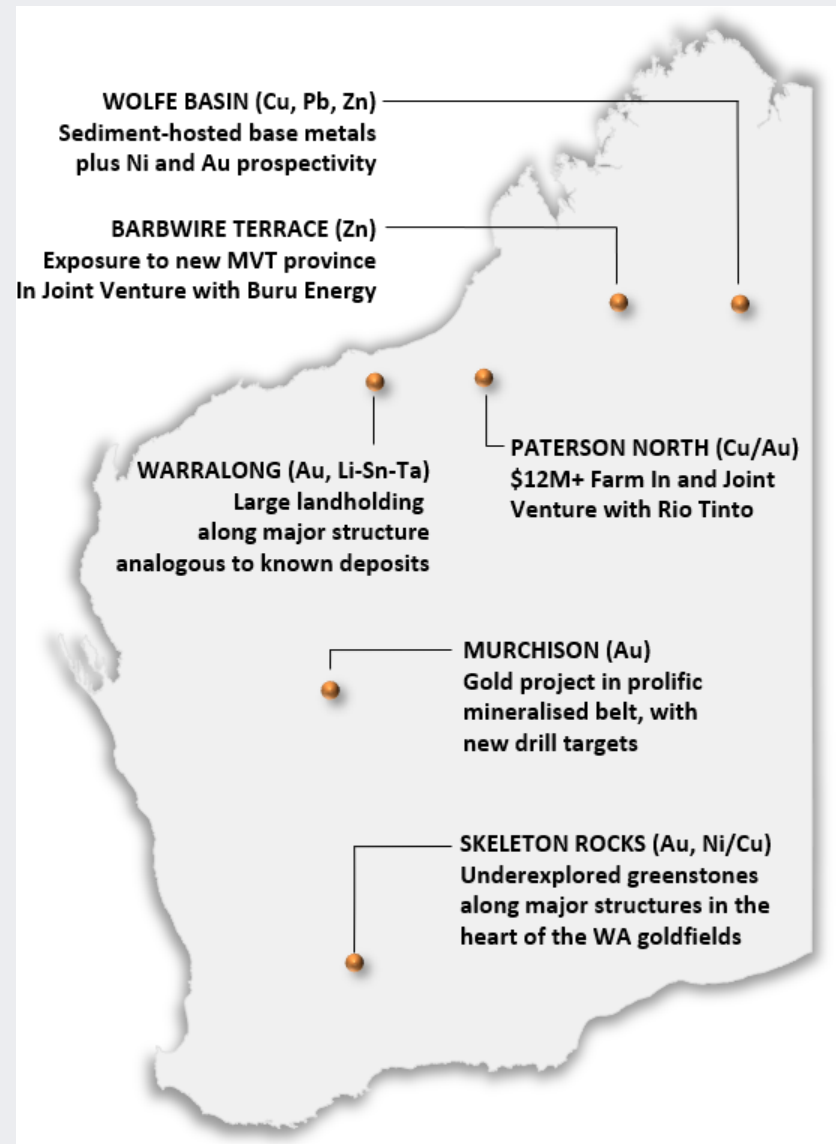 WOLFE BASIN (Cu, Pb, Zn)
Sediment-hosted base metals
plus Ni and Au prospectivity
BARBWIRE TERRACE (Zn)
Exposure to new MVT province
In Joint Venture with Buru Energy
PATERSON NORTH (Cu/Au)
$12M+ Farm In and Joint
Venture with Rio Tinto
WARRALONG (Au, Li-Sn-Ta)
Large landholding
along major structure
analogous to known deposits
MURCHISON (Au)
Gold project in prolific
mineralised belt, with
new drill targets
SKELETON ROCKS (Au, Ni/Cu)
Underexplored greenstones
along major structures in the
heart of the WA goldfields